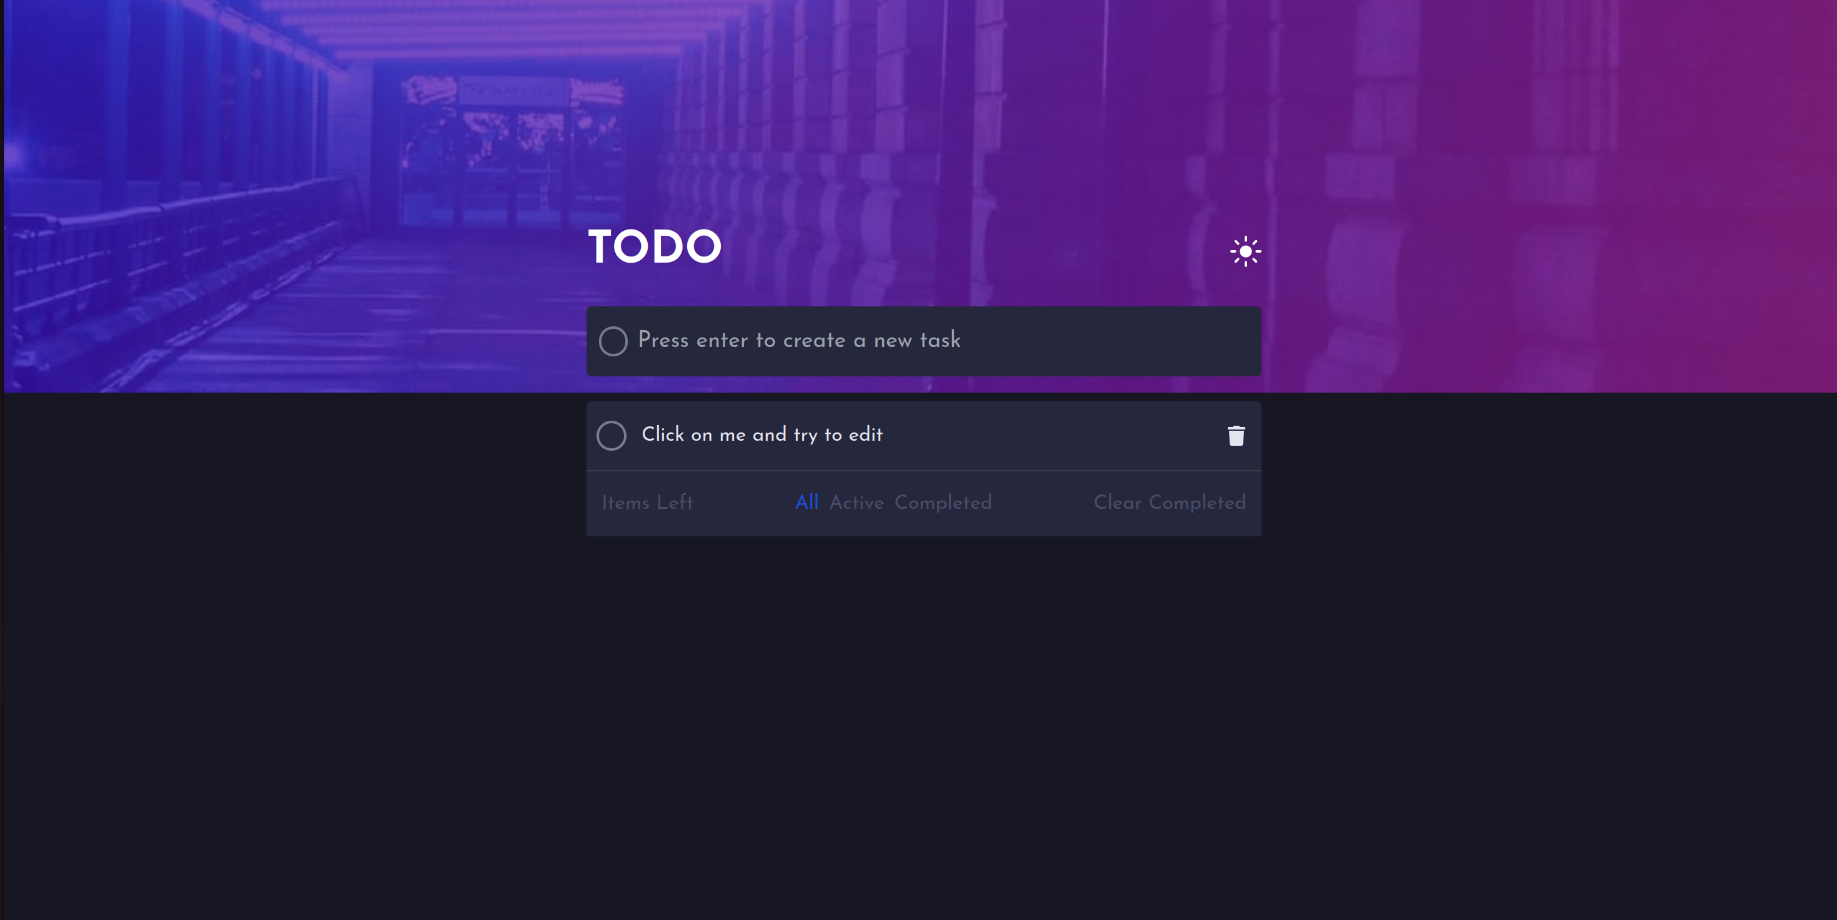 TODO
Press enter to create a new task
Click on me and try to edit
Items Left All Active Completed Clear Completed